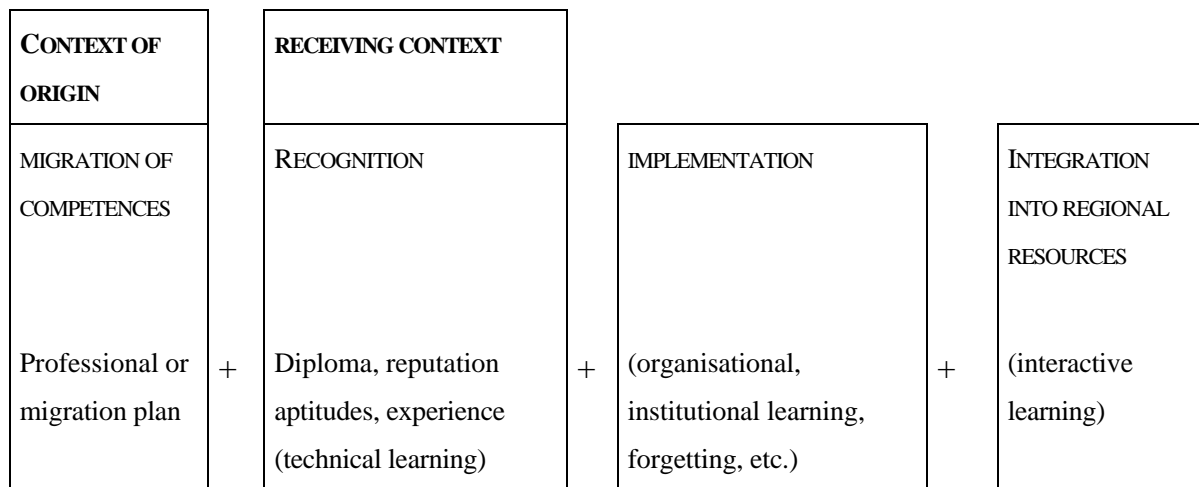 CONTEXT OF
ORIGIN
RECEIVING CONTEXT
MIGRATION OF
COMPETENCES
RECOGNITION
IMPLEMENTATION
INTEGRATION
INTO REGIONAL
RESOURCES
Professional or
migration plan
+
Diploma, reputation
aptitudes, experience
(technical learning)
+
(organisational,
institutional learning,
forgetting, etc.)
+
(interactive
learning)